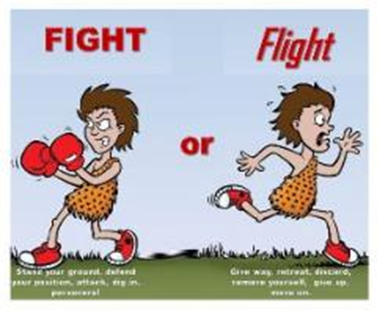 FIGHT
Flight
or
Stand your ground, defend
your position, attack, dig in,
persevere!
Give way, retreat, discard,
remove yourself, give up,
move on.